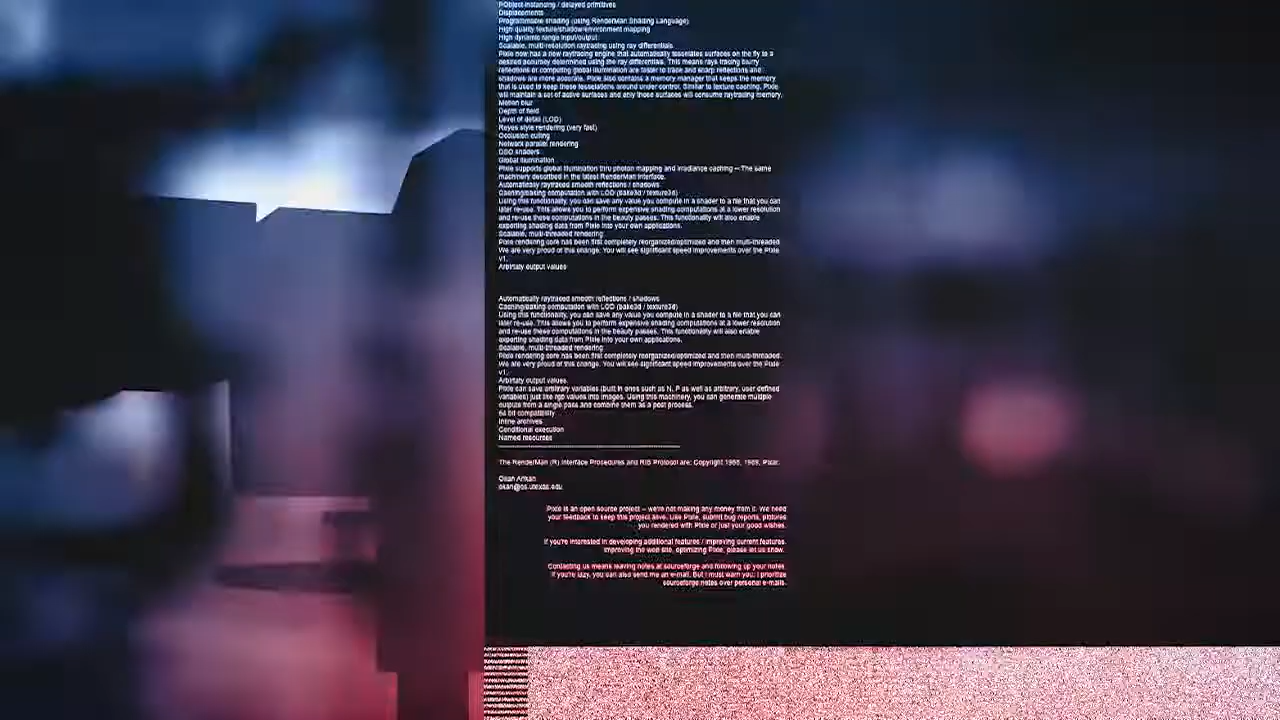 PObject instancing / delayed primitives
Displacements
Programmable shading (using RenderMan Shading Language)
High quality texture/shadow/environment mapping
High dynamic range input/output
Scalable, multi-resolution raytracing using ray differentials
Pixie now has a new raytracing engine that automatically tesselates surfaces on the fly to a
desired accuracy determined using the ray differentials. This means rays tracing blurry
reflections or computing global illumination are faster to trace and sharp reflections and
shadows are more accurate. Pixie also contains a memory manager that keeps the memory
that is used to keep these tesselations around under control. Similar to texture caching, Pixie
will maintain a set of active surfaces and only those surfaces will consume raytracing memory.
Motion blur
Depth of field
Level of detail (LOD)
Reyes style rendering (very fast)
Occlusion culling
Network parallel rendering
DSO shaders
Global illumination
Pixie supports global illumination thru photon mapping and irradiance caching -- The same
machinery described in the latest RenderMan Interface.
Automatically raytraced smooth reflections / shadows
Caching/baking computation with LOD (bake3d / texture3d)
Using this functionality, you can save any value you compute in a shader to a file that you can
later re-use. This allows you to perform expensive shading computations at a lower resolution
and re-use these computations in the beauty passes. This functionality will also enable
exporting shading data from Pixie into your own applications.
Scalable, multi-threaded rendering
Pixie rendering core has been first completely reorganized/optimized and then multi-threaded.
We are very proud of this change. You will see significant speed improvements over the Pixie
v1.
Arbitraty output values
Automatically raytraced smooth reflections / shadows
Caching/baking computation with LOD (bake3d / texture3d)
Using this functionality, you can save any value you compute in a shader to a file that you can
later re-use. This allows you to perform expensive shading computations at a lower resolution
and re-use these computations in the beauty passes. This functionality will also enable
exporting shading data from Pixie into your own applications.
Scalable, multi-threaded rendering
Pixie rendering core has been first completely reorganized/optimized and then multi-threaded.
We are very proud of this change. You will see significant speed improvements over the Pixie
v1.
Arbitraty output values
Pixie can save arbitrary variables (built in ones such as N, P as well as arbitrary, user defined
variables) just like rgb values into images. Using this machinery, you can generate multiple
outputs from a single pass and combine them as a post process.
64 bit compatibility
Inline archives
Conditional execution
Named resources
The RenderMan (R) Interface Procedures and RIB Protocol are: Copyright 1988, 1989, Pixar.
Okan Arikan
okan@cs.utexas.edu
Pixie is an open source project -- we're not making any money from it. We need
your feedback to keep this project alive. Use Pixie, submit bug reports, pictures
you rendered with Pixie or just your good wishes.
If you're interested in developing additional features / improving current features,
improving the web site, optimizing Pixie, please let us know.
Contacting us means leaving notes at sourceforge and following up your notes.
If you're lazy, you can also send me an e-mail. But I must warn you: I prioritize
sourceforge notes over personal e-mails.